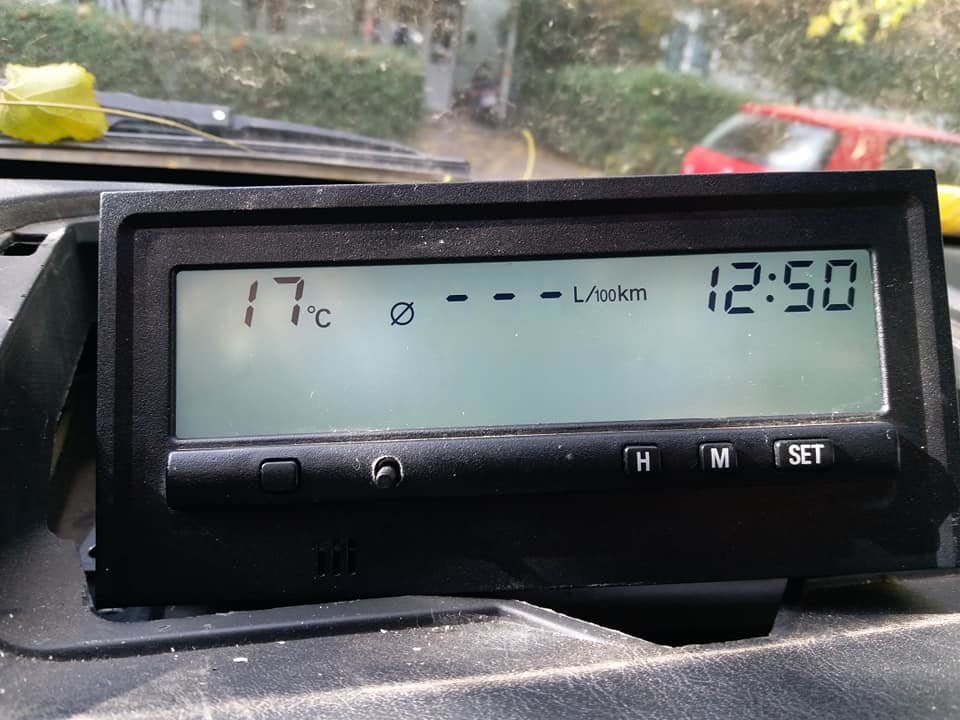 17°C Ø --- L/100km 12:50
H M SET